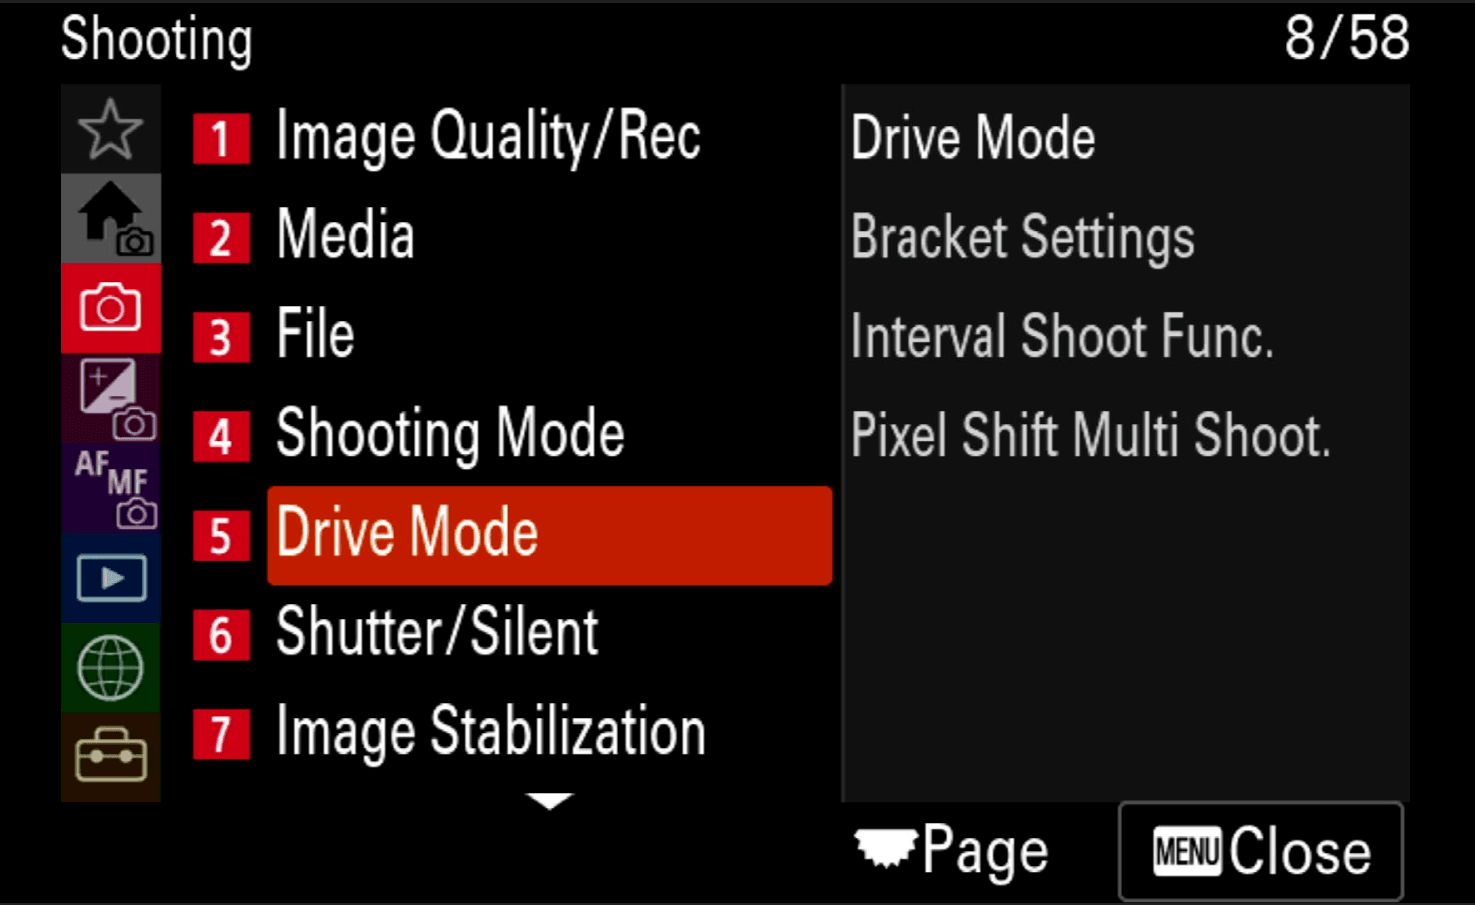 Shooting 8/58
1 Image Quality/Rec
2 Media
3 File
4 Shooting Mode
5 Drive Mode
6 Shutter/Silent
7 Image Stabilization
AF MF
Drive Mode
Bracket Settings
Interval Shoot Func.
Pixel Shift Multi Shoot.
Page
MENU Close